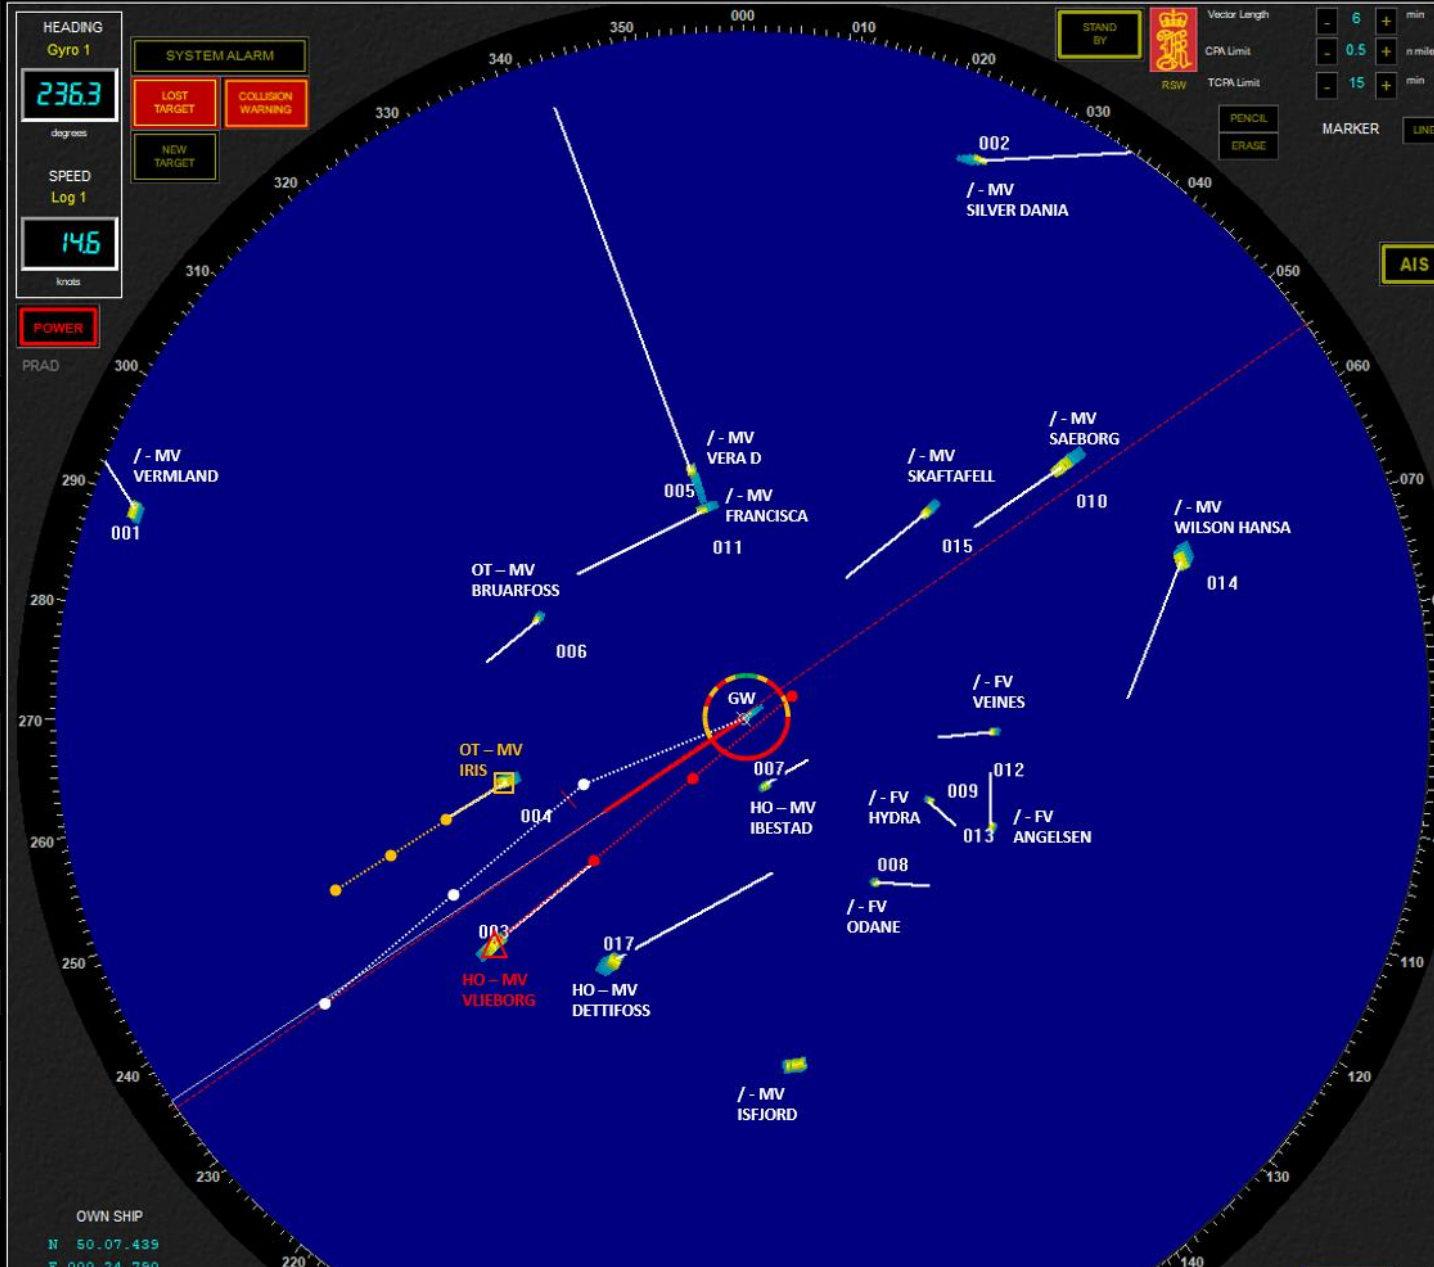 HEADING
Gyro 1
236.3
degrees
SPEED
Log 1
14.6
knots
POWER
PRAD
SYSTEM ALARM
LOST
TARGET
COLLISION
WARNING
NEW
TARGET
STAND
BY
RSW
Vector Length
- 6 + min
CPA Limit
- 0.5 + n mile
TCPA Limit
- 15 + min
PENCIL
ERASE
MARKER
LINE
AIS
000
010
020
030
040
050
060
070
110
120
130
140
220
230
240
250
260
270
280
290
300
310
320
330
340
350
002
/ - MV
SILVER DANIA
/ - MV
VERMLAND
001
/ - MV
VERA D
005
/ - MV
FRANCISCA
011
/ - MV
SKAFTAFELL
015
/ - MV
SAEBORG
010
/ - MV
WILSON HANSA
014
OT – MV
BRUARFOSS
006
GW
/ - FV
VEINES
012
OT – MV
IRIS
004
007
HO – MV
IBESTAD
/ - FV
HYDRA
009
013
/ - FV
ANGELSEN
008
/ - FV
ODANE
003
HO – MV
VLIEBORG
017
HO – MV
DETTIFOSS
/ - MV
ISFJORD
OWN SHIP
N 50.07.439